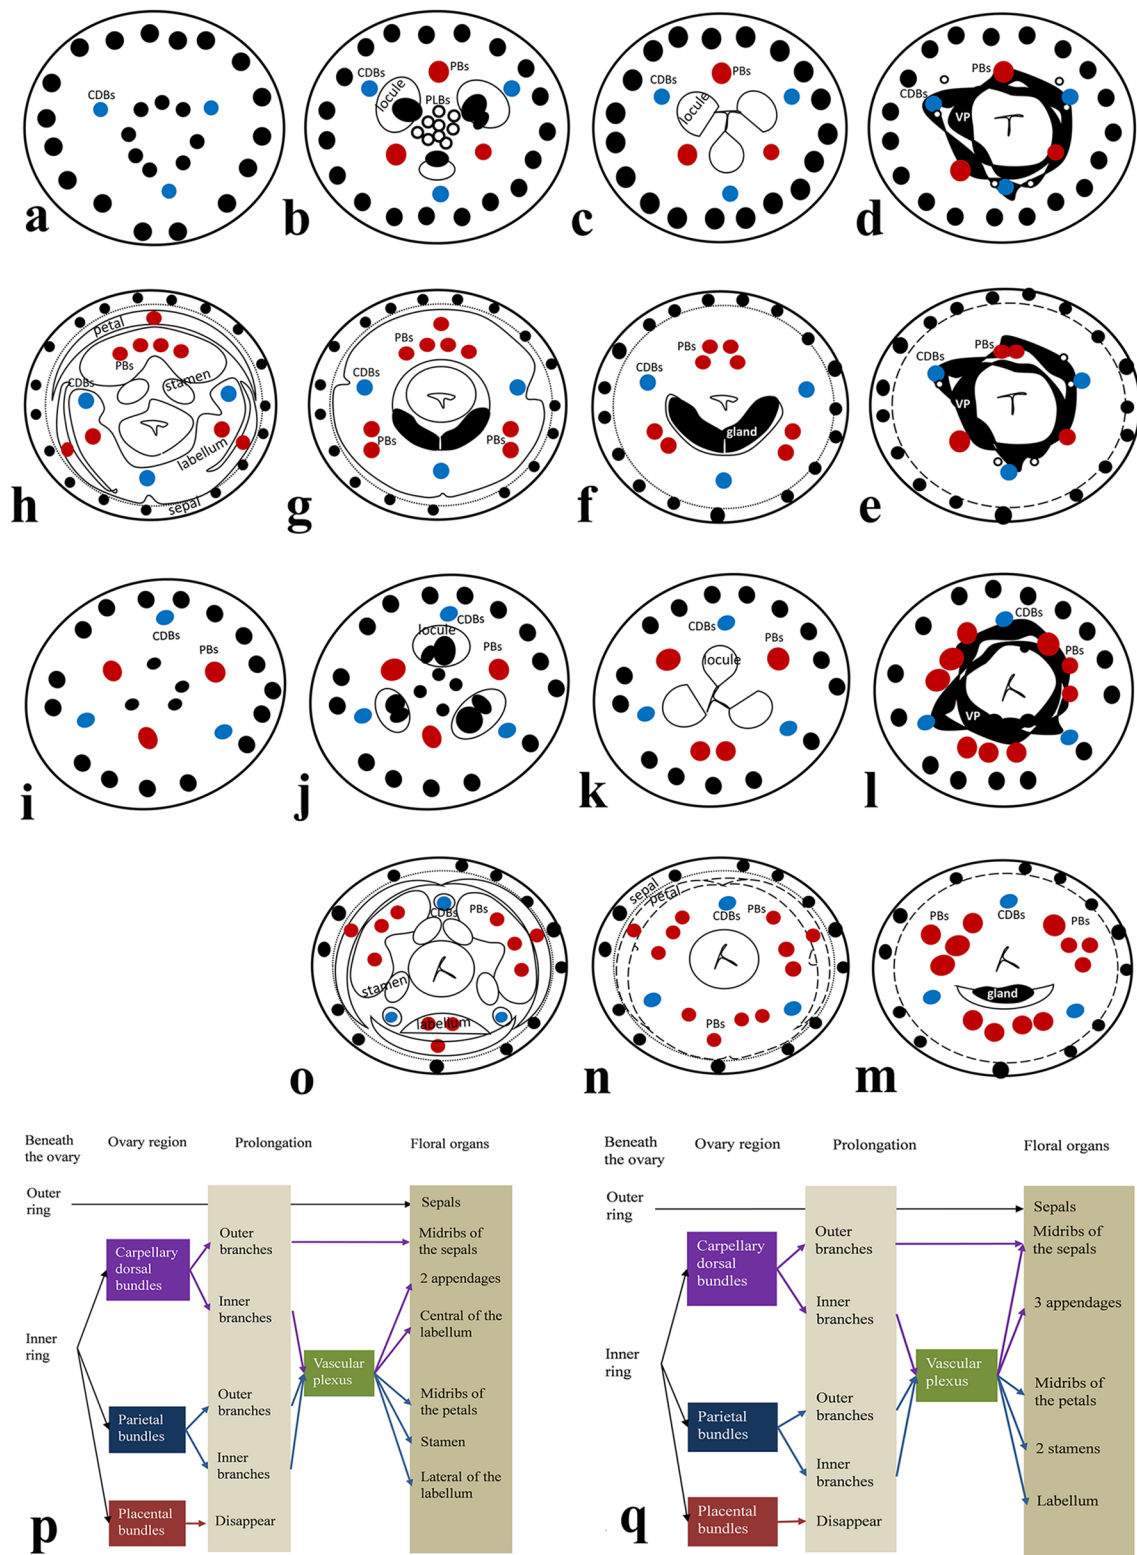 CDBs
a
PBs
CDBs
locule
PLBs
b
PBs
CDBs
locule
c
PBs
CDBs
VP
d
petal
PBs
CDBs
stamen
labellum
sepal
h
PBs
CDBs
PBs
PBs
g
PBs
CDBs
gland
f
PBs
CDBs
VP
e
CDBs
PBs
i
CDBs
locule
PBs
j
CDBs
PBs
locule
k
CDBs
PBs
VP
l
CDBs
PBs
stamen
labellum
o
sepal
petal
CDBs
PBs
PBs
n
PBs
CDBs
PBs
gland
m
Beneath
the ovary
Ovary region
Prolongation
Floral organs
Outer
ring
Sepals
Carpellary
dorsal
bundles
Outer
branches
Midribs of
the sepals
2 appendages
Inner
branches
Central of the
labellum
Inner
ring
Vascular
plexus
Outer
branches
Midribs
of the petals
Parietal
bundles
Stamen
Inner
branches
Lateral of the
labellum
Placental
bundles
Disappear
p
Beneath
the ovary
Ovary region
Prolongation
Floral organs
Outer
ring
Sepals
Carpellary
dorsal
bundles
Outer
branches
Midribs of
the sepals
Inner
branches
3 appendages
Inner
ring
Vascular
plexus
Outer
branches
Midribs of
the petals
Parietal
bundles
2 stamens
Inner
branches
Labellum
Placental
bundles
Disappear
q